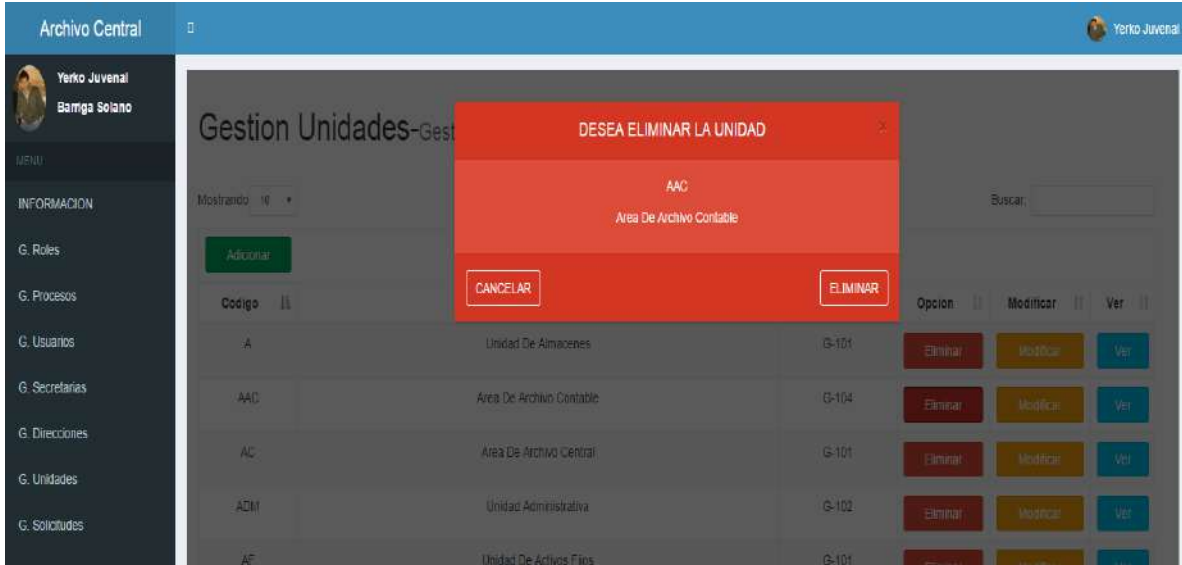 Archivo Central
Yerko Juvenal
Yerko Juvenal
Barriga Solano
MENU
INFORMACION
G. Roles
G. Procesos
G. Usuarios
G. Secretarias
G. Direcciones
G. Unidades
G. Solicitudes
Gestion Unidades-Gest
DESEA ELIMINAR LA UNIDAD ×
AAC
Area De Archivo Contable
CANCELAR ELIMINAR
Mostrando 10 Buscar:
Adicionar
Codigo Opcion Modificar Ver
A Unidad De Almacenes G-101 Eliminar Modificar Ver
AAC Area De Archivo Contable G-104 Eliminar Modificar Ver
AC Area De Archivo Central G-101 Eliminar Modificar Ver
ADM Unidad Administrativa G-102 Eliminar Modificar Ver
AF Unidad De Activos Fijos G-101